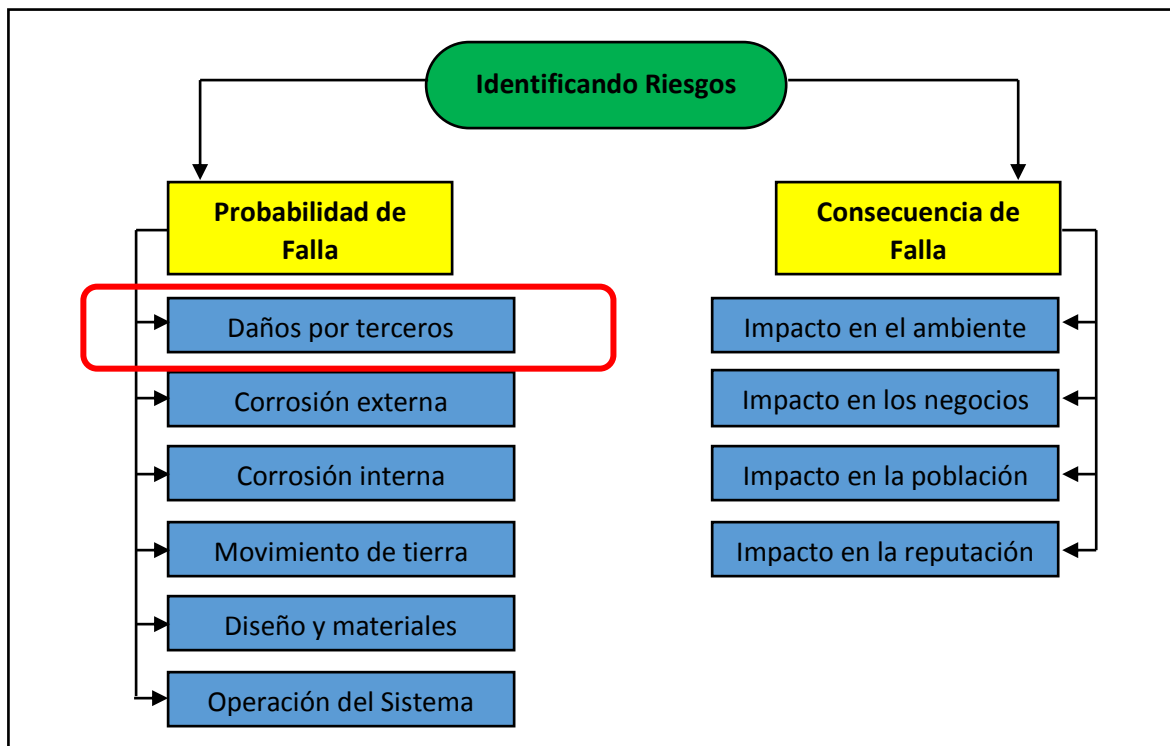 Identificando Riesgos
Probabilidad de
Falla
Daños por terceros
Corrosión externa
Corrosión interna
Movimiento de tierra
Diseño y materiales
Operación del Sistema
Consecuencia de
Falla
Impacto en el ambiente
Impacto en los negocios
Impacto en la población
Impacto en la reputación